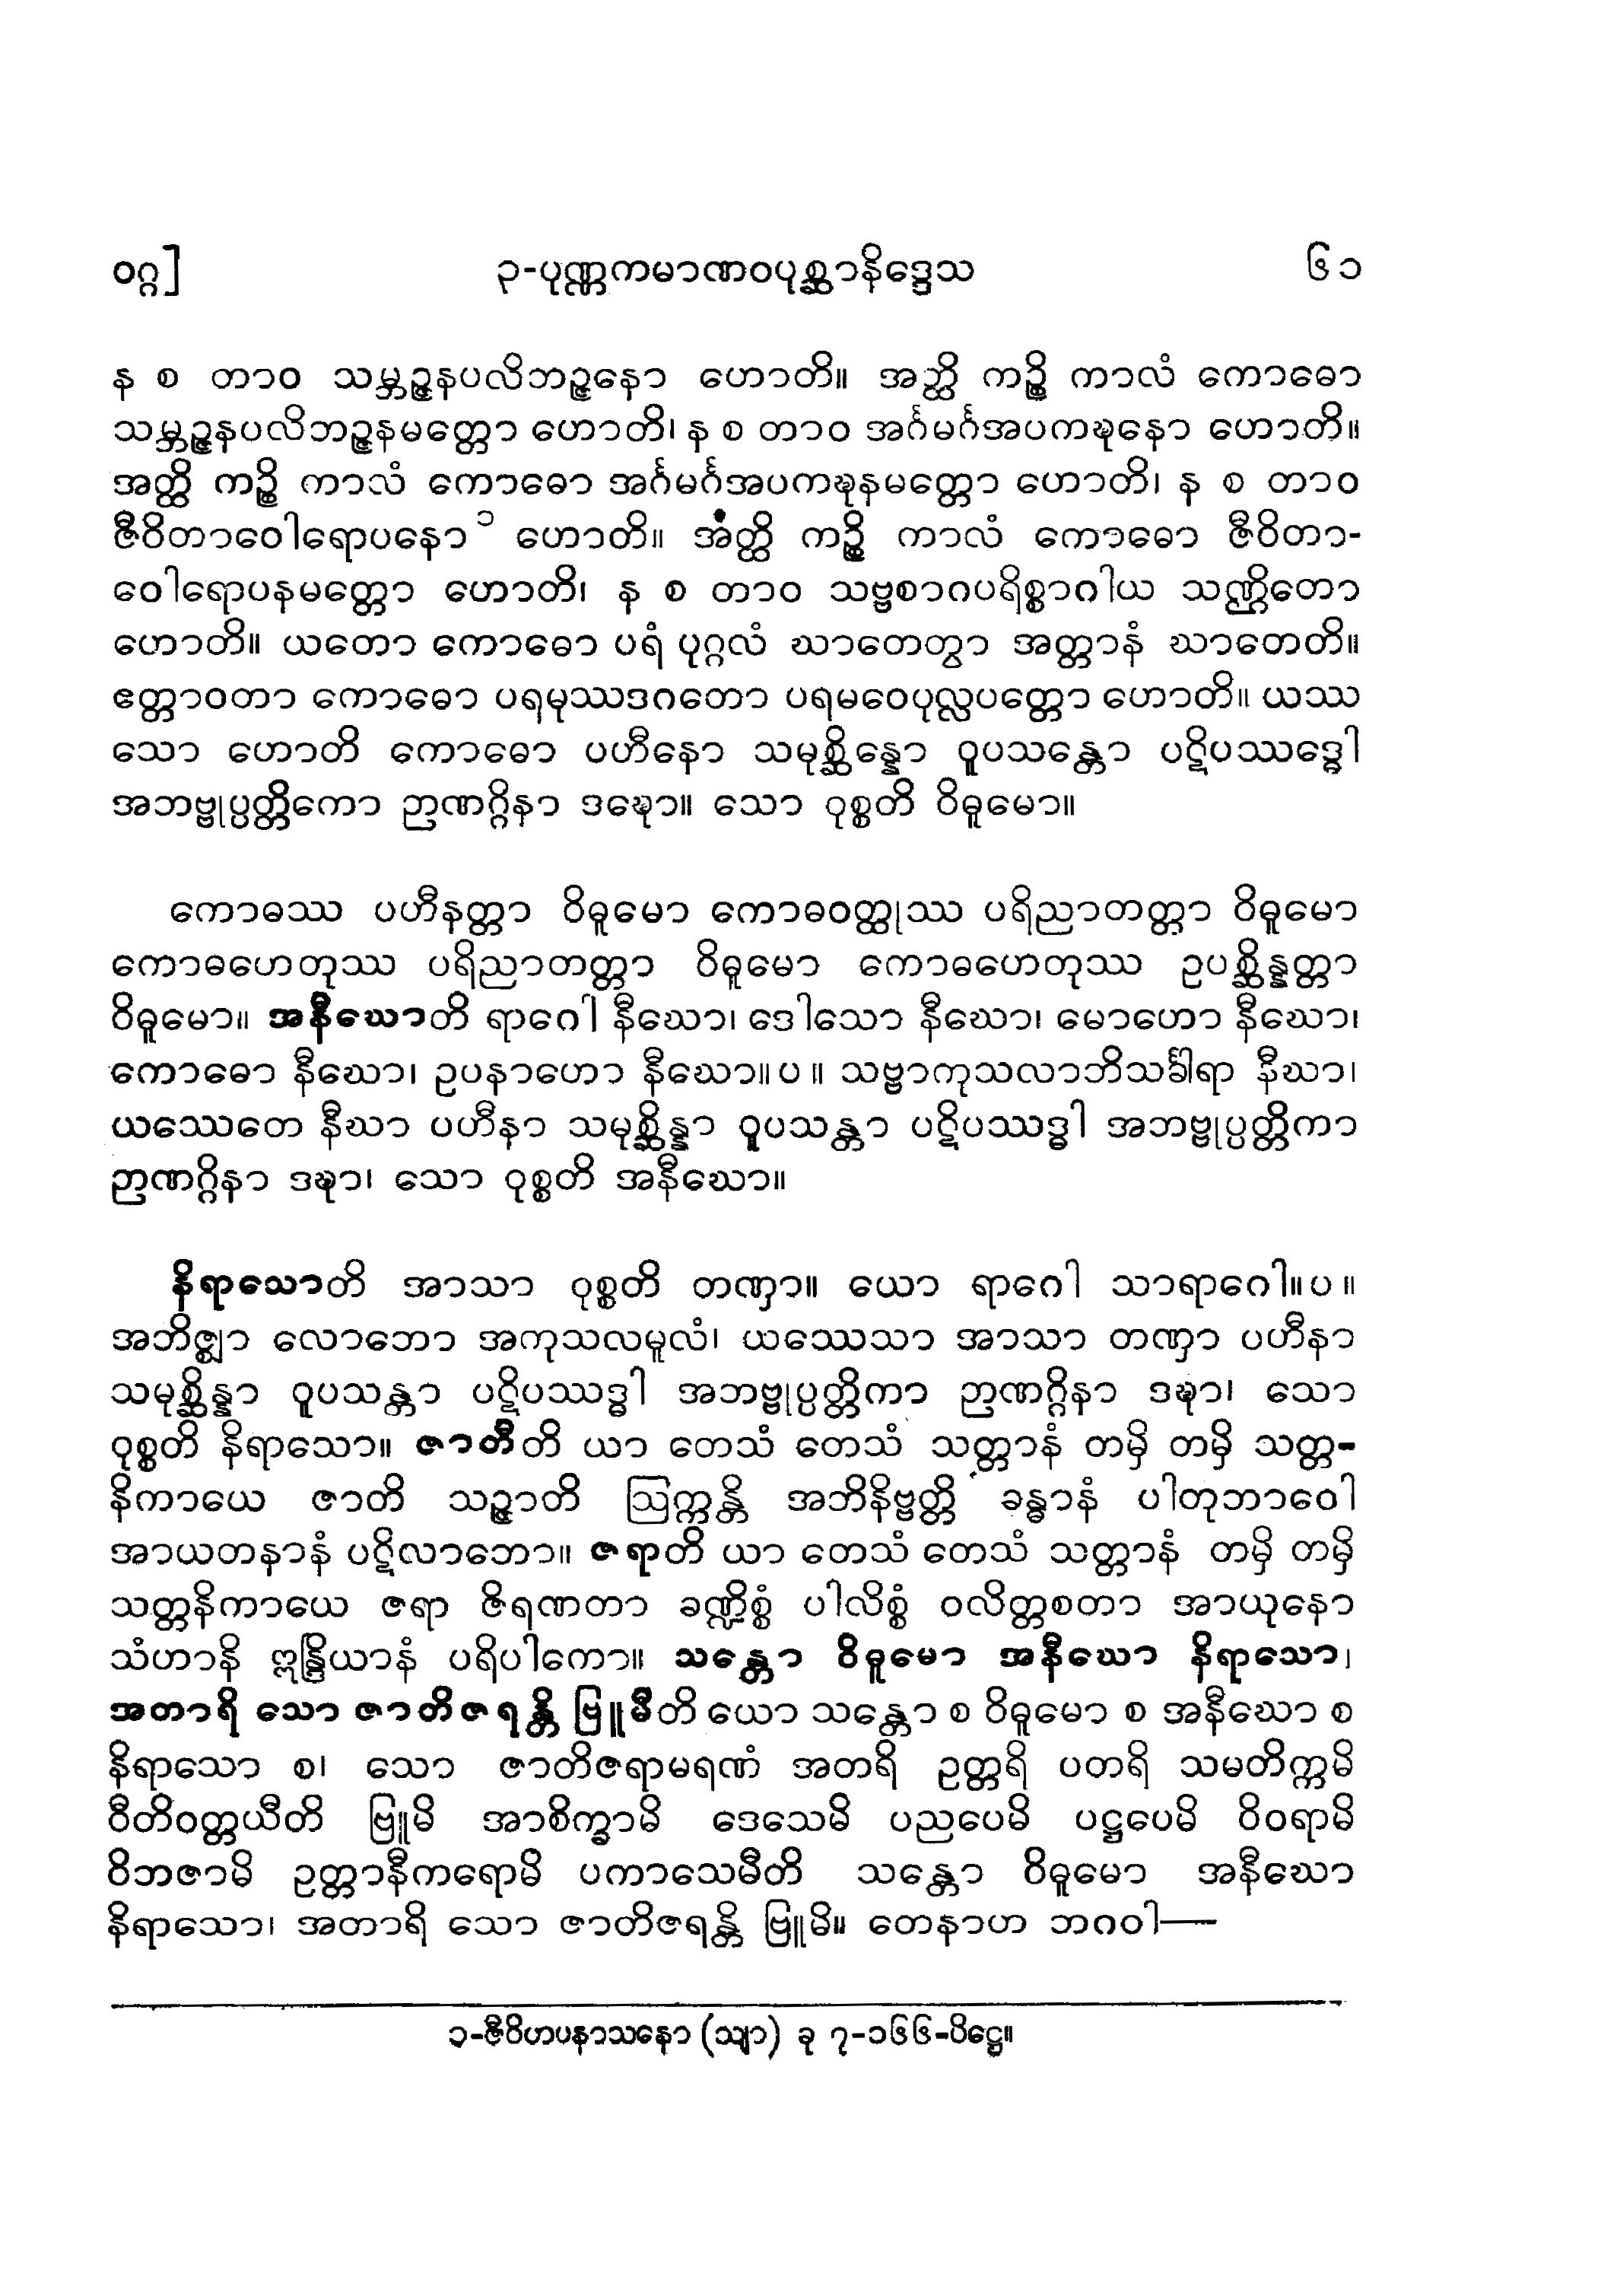 ဝဂ္ဂ] ၃-ပုဏ္ဏကမာဏဝပုစ္ဆာနိဒ္ဒေသ ၆၁
န စ တာဝ သမ္ဘဉ္ဇနပလိဘဉ္ဇနော ဟောတိ။ အတ္ထိ ကဉ္စိ ကာလံ ကောဓော
သမ္ဘဉ္ဇနပလိဘဉ္ဇနမတ္တော ဟောတိ၊ န စ တာဝ အင်္ဂမင်္ဂအပကဍ္ဎနော ဟောတိ။
အတ္ထိ ကဉ္စိ ကာလံ ကောဓော အင်္ဂမင်္ဂအပကဍ္ဎနမတ္တော ဟောတိ၊ န စ တာဝ
ဇီဝိတာဝေါရောပနော ၁ ဟောတိ။ အတ္ထိ ကဉ္စိ ကာလံ ကောဓော ဇီဝိတာ-
ဝေါရောပနမတ္တော ဟောတိ၊ န စ တာဝ သဗ္ဗစာဂပရိစ္စာဂါယ သဏ္ဌိတော
ဟောတိ။ ယတော ကောဓော ပရံ ပုဂ္ဂလံ ဃာတေတွာ အတ္တာနံ ဃာတေတိ။
ဧတ္တာဝတာ ကောဓော ပရမုဿဒဂတော ပရမဝေပုလ္လပတ္တော ဟောတိ။ ယဿ
သော ဟောတိ ကောဓော ပဟီနော သမုစ္ဆိန္နော ဝူပသန္တော ပဋိပဿဒ္ဓေါ
အဘဗ္ဗုပ္ပတ္တိကော ဉာဏဂ္ဂိနာ ဒဍ္ဎော။ သော ဝုစ္စတိ ဝိဓူမော။
ကောဓဿ ပဟီနတ္တာ ဝိဓူမော ကောဓဝတ္ထုဿ ပရိညာတတ္တာ ဝိဓူမော
ကောဓဟေတုဿ ပရိညာတတ္တာ ဝိဓူမော ကောဓဟေတုဿ ဥပစ္ဆိန္နတ္တာ
ဝိဓူမော။ အနီဃောတိ ရာဂေါ နီဃော၊ ဒေါသော နီဃော၊ မောဟော နီဃော၊
ကောဓော နီဃော၊ ဥပနာဟော နီဃော။ပ။ သဗ္ဗာကုသလာဘိသင်္ခါရာ နီဃာ၊
ယဿေတေ နီဃာ ပဟီနာ သမုစ္ဆိန္နာ ဝူပသန္တာ ပဋိပဿဒ္ဓါ အဘဗ္ဗုပ္ပတ္တိကာ
ဉာဏဂ္ဂိနာ ဒဍ္ဎာ၊ သော ဝုစ္စတိ အနီဃော။
နိရာသောတိ အာသာ ဝုစ္စတိ တဏှာ။ ယော ရာဂေါ သာရာဂေါ။ပ။
အဘိဇ္ဈာ လောဘော အကုသလမူလံ၊ ယဿေသာ အာသာ တဏှာ ပဟီနာ
သမုစ္ဆိန္နာ ဝူပသန္တာ ပဋိပဿဒ္ဓါ အဘဗ္ဗုပ္ပတ္တိကာ ဉာဏဂ္ဂိနာ ဒဍ္ဎာ၊ သော
ဝုစ္စတိ နိရာသော။ ဇာတီတိ ယာ တေသံ တေသံ သတ္တာနံ တမှိ တမှိ သတ္တ-
နိကာယေ ဇာတိ သဉ္ဇာတိ ဩက္ကန္တိ အဘိနိဗ္ဗတ္တိ ခန္ဓာနံ ပါတုဘာဝေါ
အာယတနာနံ ပဋိလာဘော။ ဇရာတိ ယာ တေသံ တေသံ သတ္တာနံ တမှိ တမှိ
သတ္တနိကာယေ ဇရာ ဇိရဏတာ ခဏ္ဍိစ္စံ ပါလိစ္စံ ဝလိတ္တစတာ အာယုနော
သံဟာနိ ဣန္ဒြိယာနံ ပရိပါကော။ သန္တော ဝိဓူမော အနီဃော နိရာသော၊
အတာရိ သော ဇာတိဇရန္တိ ဗြူမီတိ ယော သန္တော စ ဝိဓူမော စ အနီဃော စ
နိရာသော စ၊ သော ဇာတိဇရာမရဏံ အတရိ ဥတ္တရိ ပတရိ သမတိက္ကမိ
ဝီတိဝတ္တယီတိ ဗြူမိ အာစိက္ခာမိ ဒေသေမိ ပညပေမိ ပဋ္ဌပေမိ ဝိဝရာမိ
ဝိဘဇာမိ ဥတ္တာနီကရောမိ ပကာသေမီတိ သန္တော ဝိဓူမော အနီဃော
နိရာသော၊ အတာရိ သော ဇာတိဇရန္တိ ဗြူမိ။ တေနာဟ ဘဂဝါ—
၁-ဇီဝိဟပနာသနော (သျာ) ခု ၇-၁၆၆-ပိဋ္ဌေ။